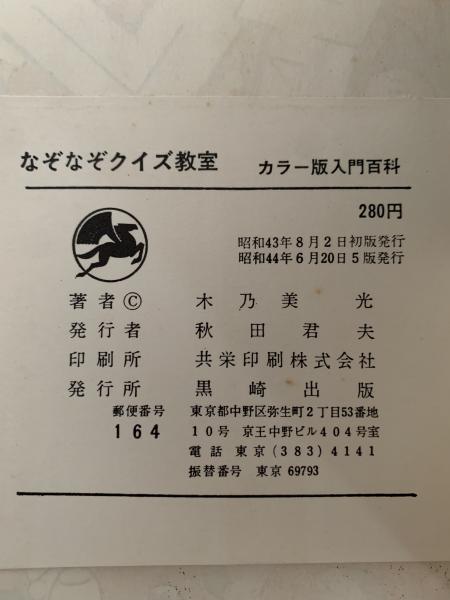 なぞなぞクイズ教室 カラー版入門百科
280円
昭和43年8月2日初版発行
昭和44年6月20日5版発行
著者© 木乃美光
発行者 秋田君夫
印刷所 共栄印刷株式会社
発行所 黒崎出版
郵便番号 東京都中野区弥生町2丁目53番地
164 10号 京王中野ビル404号室
電話 東京(383)4141
振替番号 東京69793